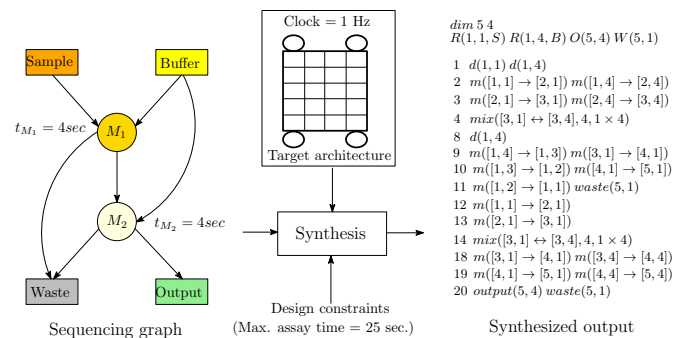 Sample
Buffer
t_{M_1} = 4sec
M_1
M_2
t_{M_2} = 4sec
Waste
Output
Sequencing graph
Clock = 1 Hz
Target architecture
Synthesis
Design constraints
(Max. assay time = 25 sec.)
dim 5 4
R(1, 1, S) R(1, 4, B) O(5, 4) W(5, 1)
1 d(1, 1) d(1, 4)
2 m([1, 1] → [2, 1]) m([1, 4] → [2, 4])
3 m([2, 1] → [3, 1]) m([2, 4] → [3, 4])
4 mix([3, 1] ↔ [3, 4], 4, 1 × 4)
8 d(1, 4)
9 m([1, 4] → [1, 3]) m([3, 1] → [4, 1])
10 m([1, 3] → [1, 2]) m([4, 1] → [5, 1])
11 m([1, 2] → [1, 1]) waste(5, 1)
12 m([1, 1] → [2, 1])
13 m([2, 1] → [3, 1])
14 mix([3, 1] ↔ [3, 4], 4, 1 × 4)
18 m([3, 1] → [4, 1]) m([3, 4] → [4, 4])
19 m([4, 1] → [5, 1]) m([4, 4] → [5, 4])
20 output(5, 4) waste(5, 1)
Synthesized output